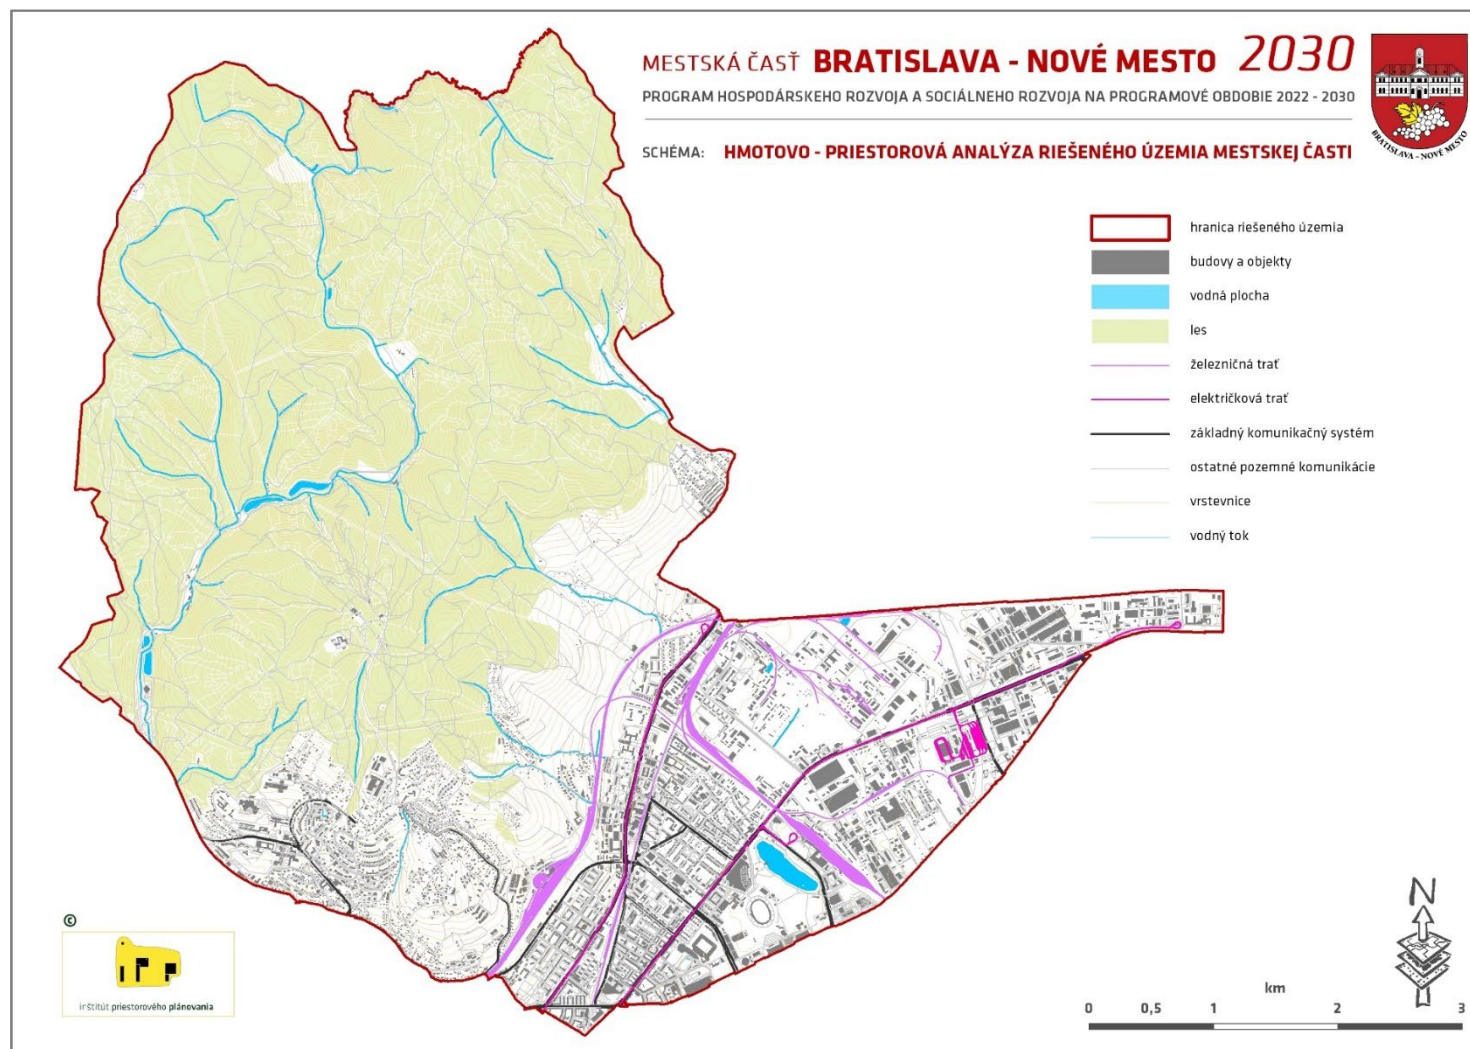 MESTSKÁ ČASŤ BRATISLAVA - NOVÉ MESTO 2030
PROGRAM HOSPODÁRSKEHO ROZVOJA A SOCIÁLNEHO ROZVOJA NA PROGRAMOVÉ OBDOBIE 2022 - 2030
SCHÉMA: HMOTOVO - PRIESTOROVÁ ANALÝZA RIEŠENÉHO ÚZEMIA MESTSKEJ ČASTI
BRATISLAVA - NOVÉ MESTO
hranica riešeného územia
budovy a objekty
vodná plocha
les
železničná trať
električková trať
základný komunikačný systém
ostatné pozemné komunikácie
vrstevnice
vodný tok
©
inštitút priestorového plánovania
N
km
0 0,5 1 2 3